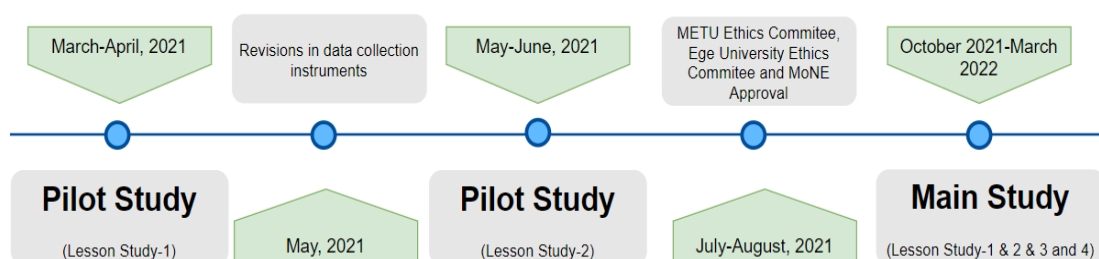 March-April, 2021
Revisions in data collection
instruments
May-June, 2021
METU Ethics Commitee,
Ege University Ethics
Commitee and MoNE
Approval
October 2021-March
2022
Pilot Study
(Lesson Study-1)
May, 2021
Pilot Study
(Lesson Study-2)
July-August, 2021
Main Study
(Lesson Study-1 & 2 & 3 and 4)